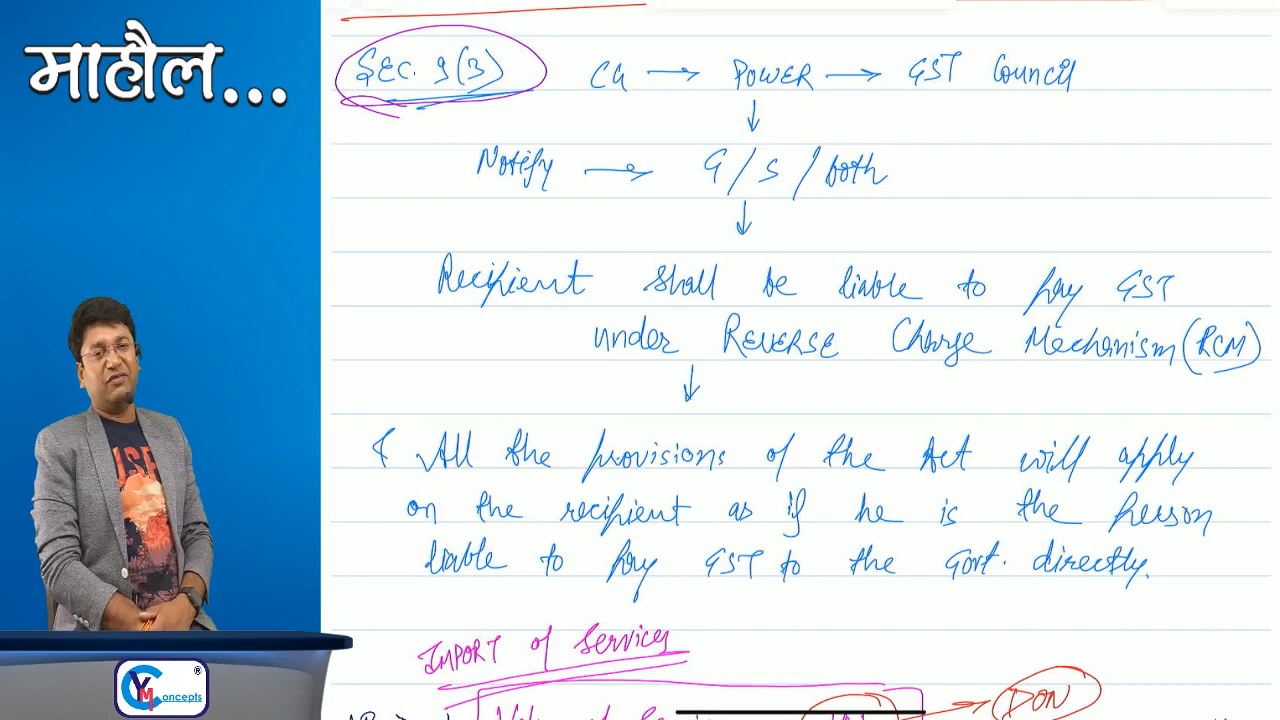 माहौल...
SEC. 9(3) CG → POWER → GST Council
↓
Notify → G / S / both
↓
Recipient shall be liable to pay GST
under REVERSE Charge Mechanism (RCM)
↓
& All the provisions of the Act will apply
on the recipient as if he is the person
liable to pay GST to the Govt. directly.
IMPORT of Services
→ DON
YM Concepts ®
USF